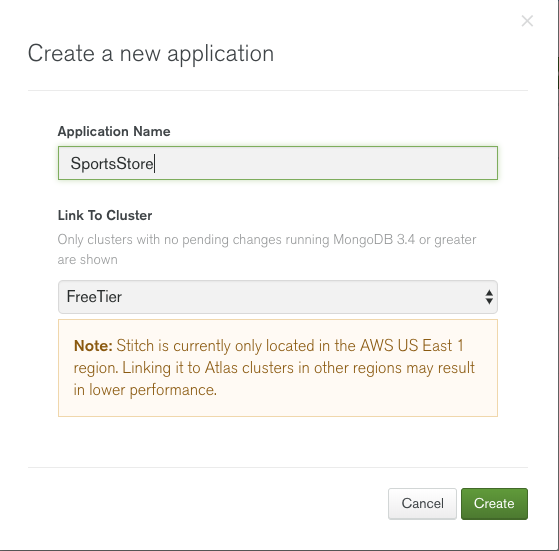 Create a new application
Application Name
SportsStore
Link To Cluster
Only clusters with no pending changes running MongoDB 3.4 or greater
are shown
FreeTier
Note: Stitch is currently only located in the AWS US East 1
region. Linking it to Atlas clusters in other regions may result
in lower performance.
Cancel
Create